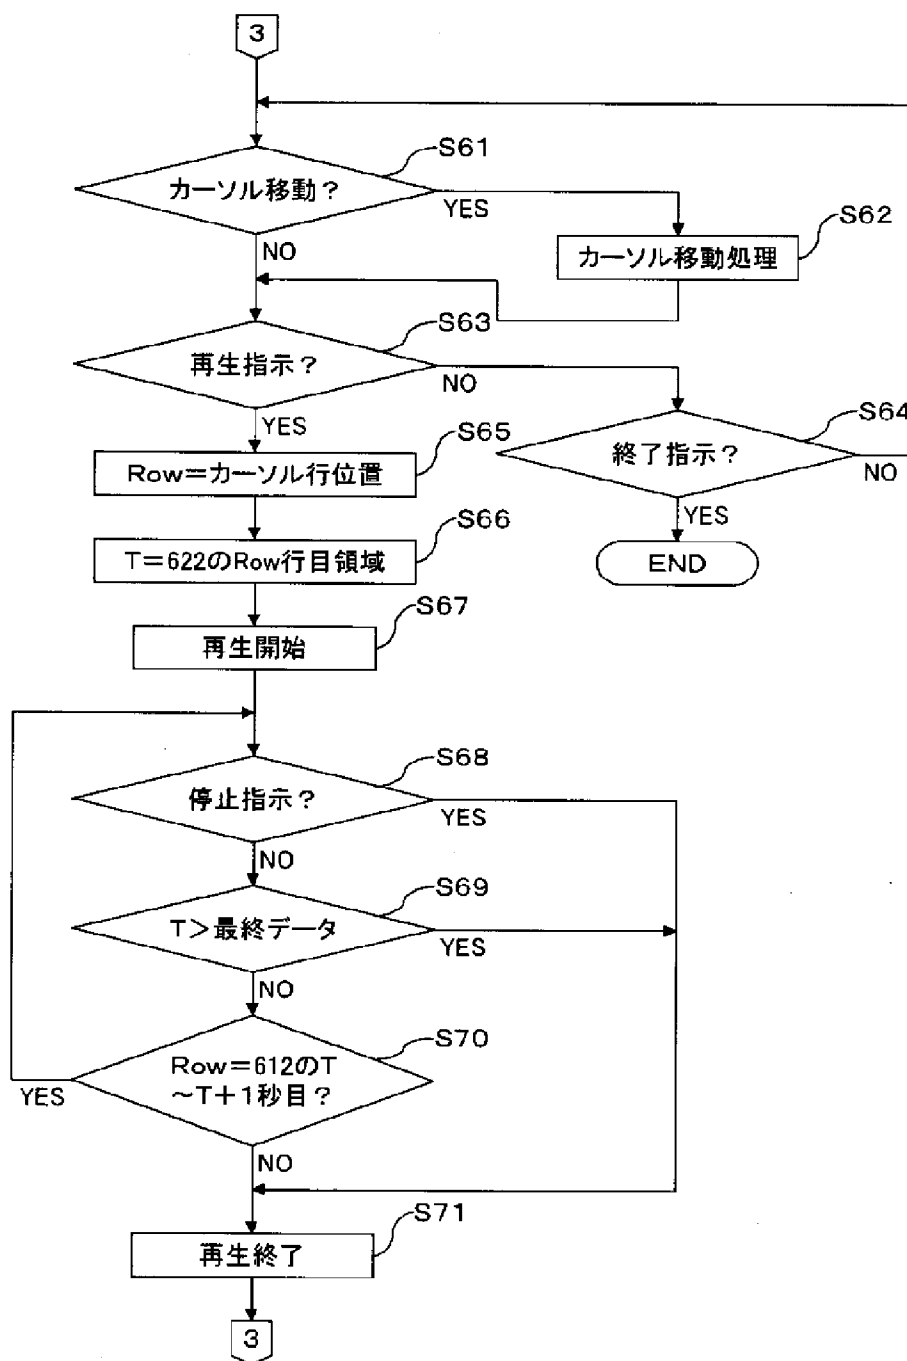 3
S61
カーソル移動？
YES
NO
S62
カーソル移動処理
S63
再生指示？
NO
YES
S64
終了指示？
NO
YES
END
S65
Row＝カーソル行位置
S66
T＝622のRow行目領域
S67
再生開始
S68
停止指示？
YES
NO
S69
T＞最終データ
YES
NO
S70
Row＝612のT
～T＋1秒目？
YES
NO
S71
再生終了
3